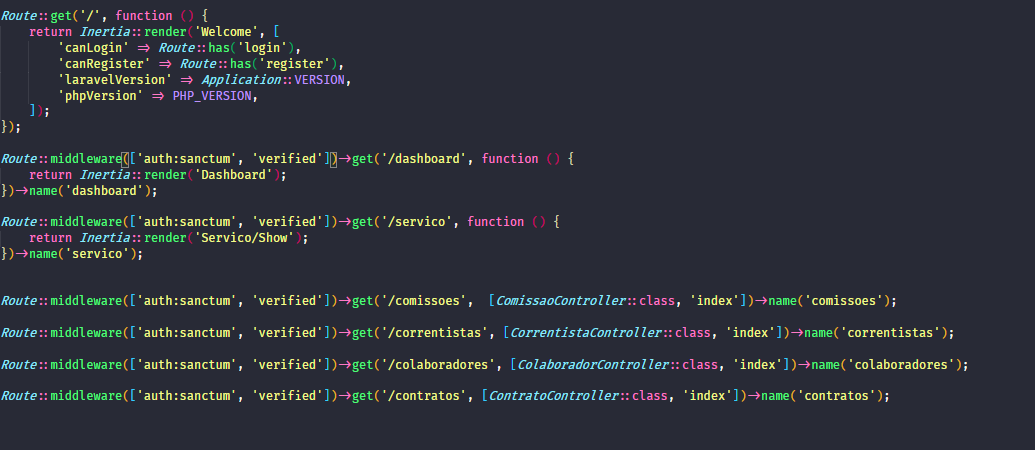 Route::get('/', function () {
    return Inertia::render('Welcome', [
        'canLogin' => Route::has('login'),
        'canRegister' => Route::has('register'),
        'laravelVersion' => Application::VERSION,
        'phpVersion' => PHP_VERSION,
    ]);
});
Route::middleware(['auth:sanctum', 'verified'])->get('/dashboard', function () {
    return Inertia::render('Dashboard');
})->name('dashboard');
Route::middleware(['auth:sanctum', 'verified'])->get('/servico', function () {
    return Inertia::render('Servico/Show');
})->name('servico');
Route::middleware(['auth:sanctum', 'verified'])->get('/comissoes',  [ComissaoController::class, 'index'])->name('comissoes');
Route::middleware(['auth:sanctum', 'verified'])->get('/correntistas', [CorrentistaController::class, 'index'])->name('correntistas');
Route::middleware(['auth:sanctum', 'verified'])->get('/colaboradores', [ColaboradorController::class, 'index'])->name('colaboradores');
Route::middleware(['auth:sanctum', 'verified'])->get('/contratos', [ContratoController::class, 'index'])->name('contratos');